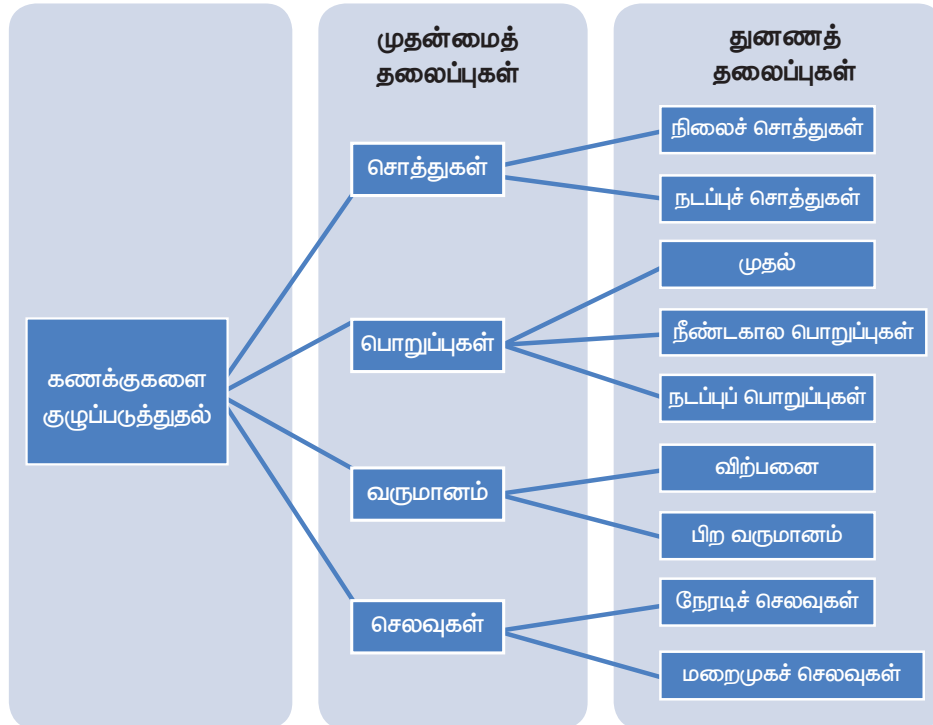 முதன்மைத்
தலைப்புகள்
துனணத்
தலைப்புகள்
கணக்குகளை
குழுப்படுத்துதல்
சொத்துகள்
நிலைச் சொத்துகள்
நடப்புச் சொத்துகள்
பொறுப்புகள்
முதல்
நீண்டகால பொறுப்புகள்
நடப்புப் பொறுப்புகள்
வருமானம்
விற்பனை
பிற வருமானம்
செலவுகள்
நேரடிச் செலவுகள்
மறைமுகச் செலவுகள்